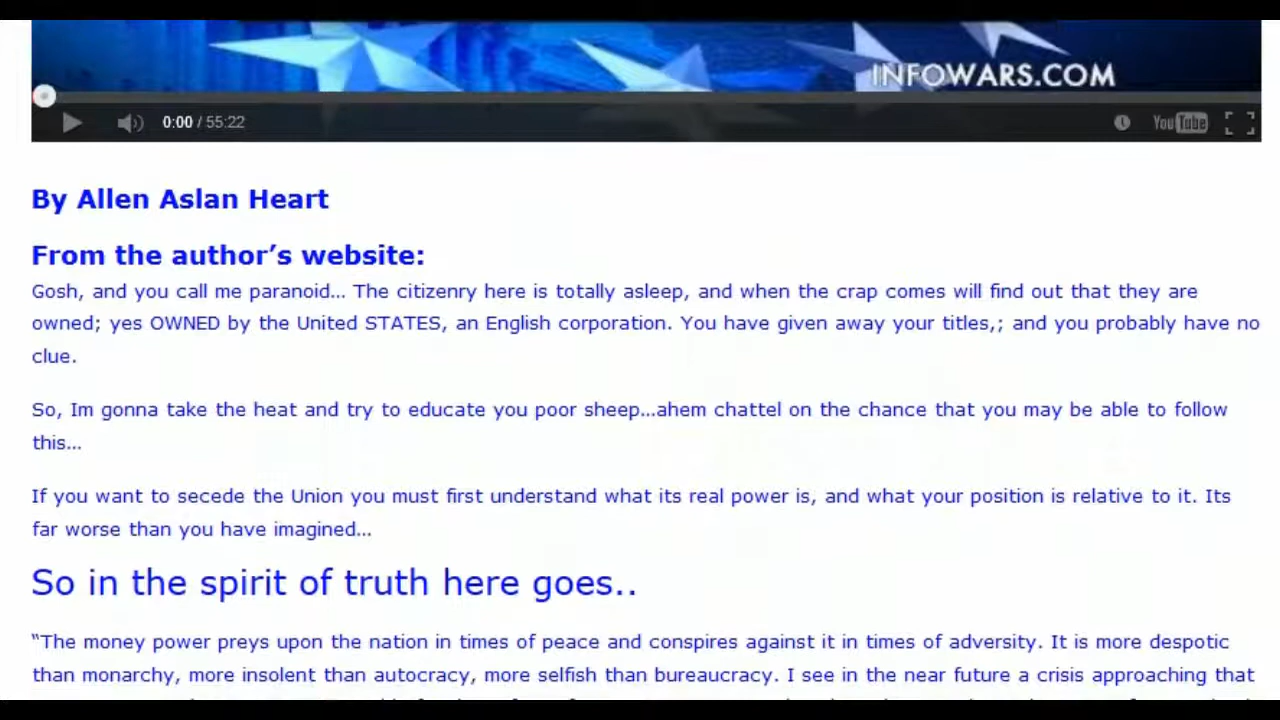 INFOWARS.COM
0:00 / 55:22
YouTube
By Allen Aslan Heart
From the author’s website:
Gosh, and you call me paranoid... The citizenry here is totally asleep, and when the crap comes will find out that they are
owned; yes OWNED by the United STATES, an English corporation. You have given away your titles,; and you probably have no
clue.
So, Im gonna take the heat and try to educate you poor sheep...ahem chattel on the chance that you may be able to follow
this...
If you want to secede the Union you must first understand what its real power is, and what your position is relative to it. Its
far worse than you have imagined...
So in the spirit of truth here goes..
“The money power preys upon the nation in times of peace and conspires against it in times of adversity. It is more despotic
than monarchy, more insolent than autocracy, more selfish than bureaucracy. I see in the near future a crisis approaching that